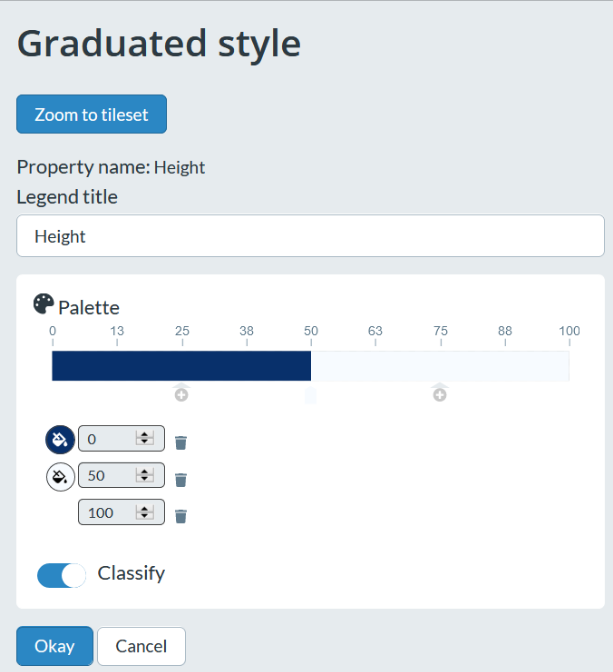 Graduated style
Zoom to tileset
Property name: Height
Legend title
Height
Palette
0 13 25 38 50 63 75 88 100
0
50
100
Classify
Okay Cancel